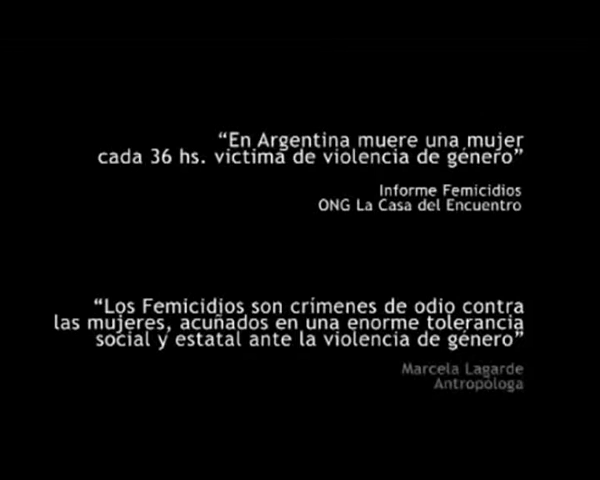 “En Argentina muere una mujer
cada 36 hs. victima de violencia de género”
Informe Femicidios
ONG La Casa del Encuentro
“Los Femicidios son crimenes de odio contra
las mujeres, acuñados en una enorme tolerancia
social y estatal ante la violencia de género”
Marcela Lagarde
Antropóloga